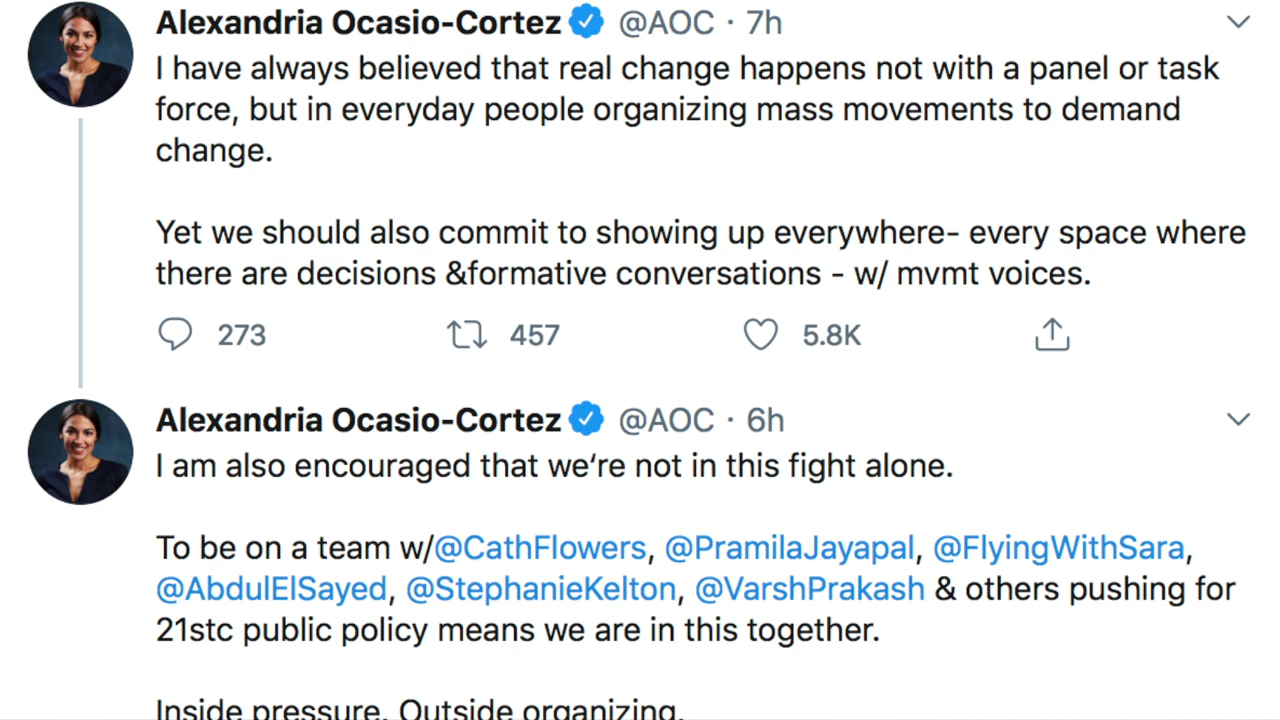 Alexandria Ocasio-Cortez @AOC · 7h
I have always believed that real change happens not with a panel or task
force, but in everyday people organizing mass movements to demand
change.
Yet we should also commit to showing up everywhere- every space where
there are decisions &formative conversations - w/ mvmt voices.
273 457 5.8K
Alexandria Ocasio-Cortez @AOC · 6h
I am also encouraged that we‘re not in this fight alone.
To be on a team w/@CathFlowers, @PramilaJayapal, @FlyingWithSara,
@AbdulElSayed, @StephanieKelton, @VarshPrakash & others pushing for
21stc public policy means we are in this together.
Inside pressure. Outside organizing.